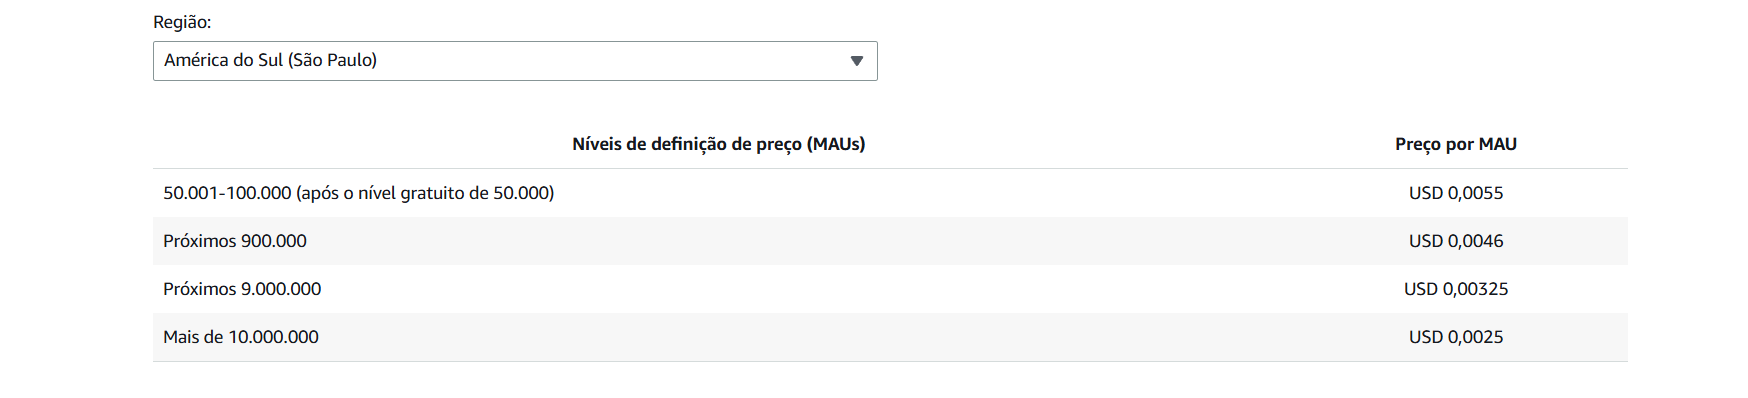 Região:
América do Sul (São Paulo)
Níveis de definição de preço (MAUs) Preço por MAU
50.001-100.000 (após o nível gratuito de 50.000) USD 0,0055
Próximos 900.000 USD 0,0046
Próximos 9.000.000 USD 0,00325
Mais de 10.000.000 USD 0,0025